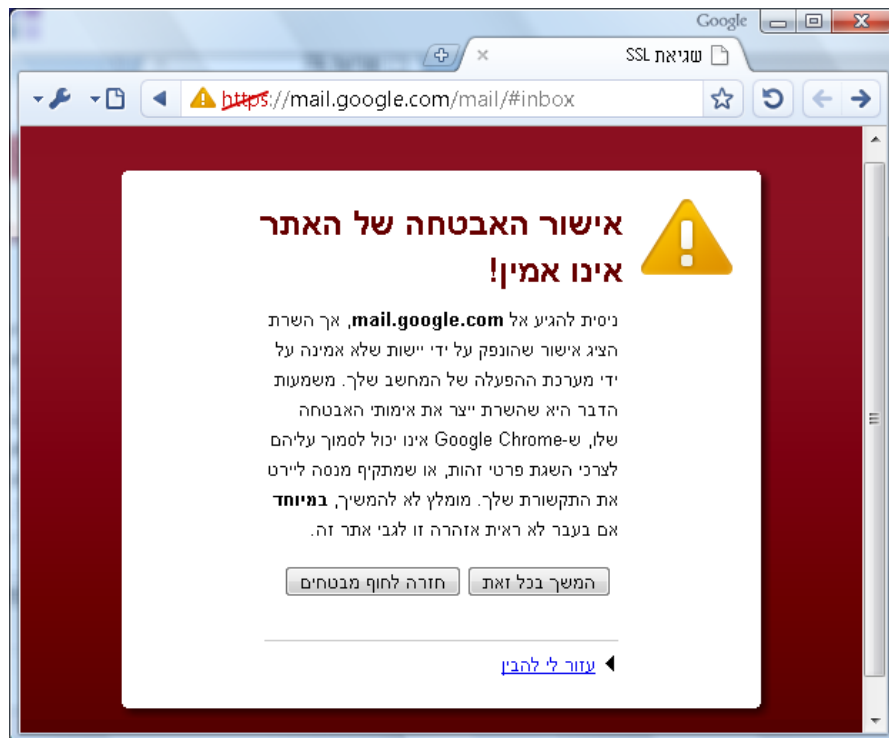 Google
שגיאת SSL
https://mail.google.com/mail/#inbox
אישור האבטחה של האתר
אינו אמין!
ניסית להגיע אל mail.google.com, אך השרת
הציג אישור שהונפק על ידי יישות שלא אמינה על
ידי מערכת ההפעלה של המחשב שלך. משמעות
הדבר היא שהשרת ייצר את אימותי האבטחה
שלו, ש-Google Chrome אינו יכול לסמוך עליהם
לצרכי השגת פרטי זהות, או שמתקיף מנסה ליירט
את התקשורת שלך. מומלץ לא להמשיך, במיוחד
אם בעבר לא ראית אזהרה זו לגבי אתר זה.
המשך בכל זאת חזרה לחוף מבטחים
עזור לי להבין